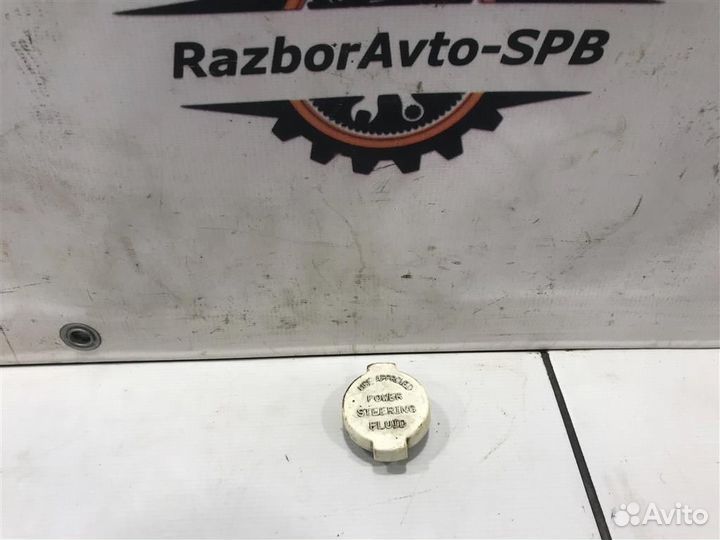 RazborAvto-SPB
USE APPROVED
POWER
STEERING
FLUID
Avito